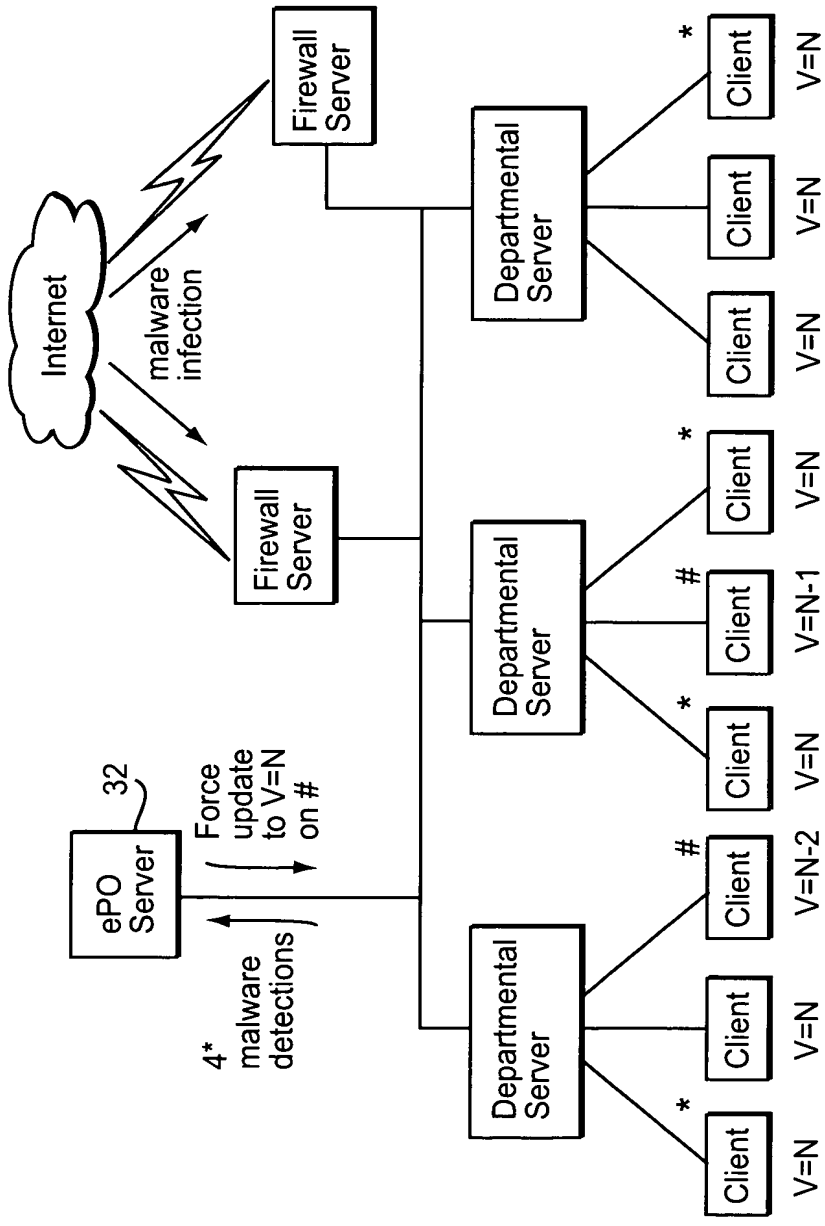 Internet
malware
infection
Firewall
Server
Firewall
Server
ePO
Server
32
4*
malware
detections
Force
update
to V=N
on #
Departmental
Server
Departmental
Server
Departmental
Server
Client
*
V=N
Client
V=N
Client
#
V=N-2
Client
*
V=N
Client
#
V=N-1
Client
*
V=N
Client
V=N
Client
V=N
Client
*
V=N